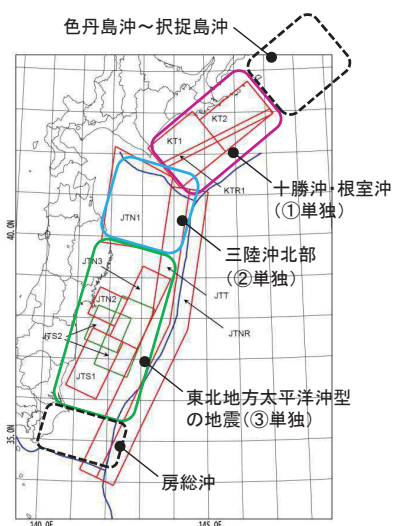 色丹島沖～択捉島沖
KT2
KT1
KTR1
十勝沖・根室沖
(①単独)
JTN1
40.0N
三陸沖北部
(②単独)
JTN3
JTT
JTN2
JTNR
JTS2
JTS1
東北地方太平洋沖型
の地震(③単独)
35.0N
房総沖
140.0E
145.0E